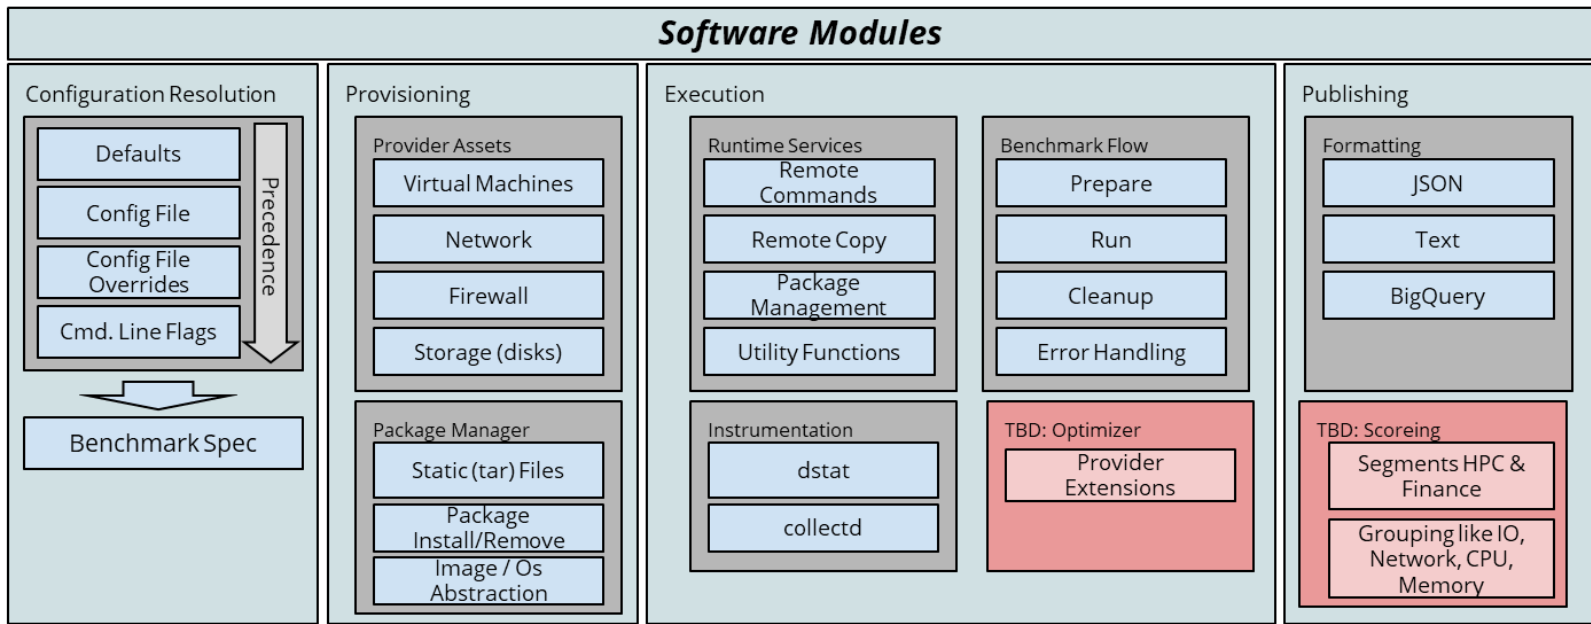 Software Modules
Configuration Resolution
Defaults
Config File
Config File
Overrides
Cmd. Line Flags
Precedence
Benchmark Spec
Provisioning
Provider Assets
Virtual Machines
Network
Firewall
Storage (disks)
Package Manager
Static (tar) Files
Package
Install/Remove
Image / Os
Abstraction
Execution
Runtime Services
Remote
Commands
Remote Copy
Package
Management
Utility Functions
Benchmark Flow
Prepare
Run
Cleanup
Error Handling
Instrumentation
dstat
collectd
TBD: Optimizer
Provider
Extensions
Publishing
Formatting
JSON
Text
BigQuery
TBD: Scoreing
Segments HPC &
Finance
Grouping like IO,
Network, CPU,
Memory